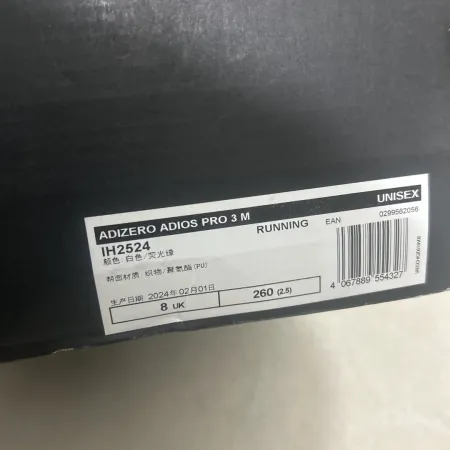 ADIZERO ADIOS PRO 3 M
UNISEX
IH2524
RUNNING
EAN
0299562056
颜色: 白色/荧光绿
帮面材质: 织物/聚氨酯(PU)
生产日期: 2024年02月01日
8 UK
260 (2.5)
4 067889 554327